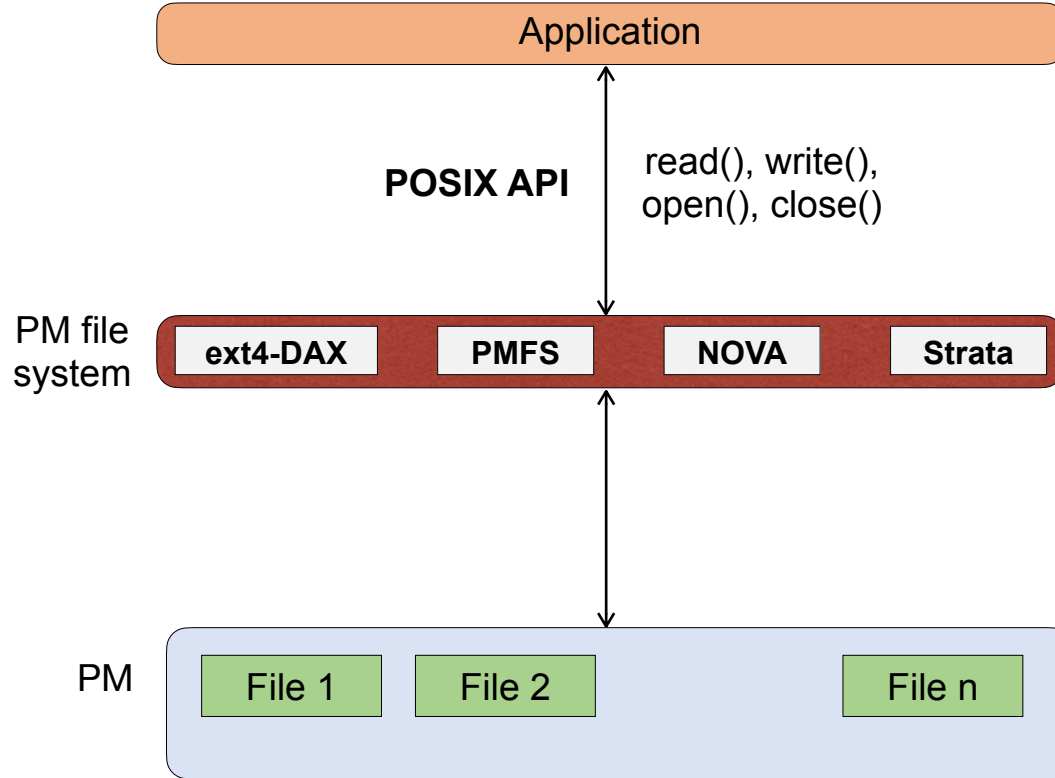 Application
POSIX API
read(), write(),
open(), close()
PM file
system
ext4-DAX
PMFS
NOVA
Strata
PM
File 1
File 2
File n